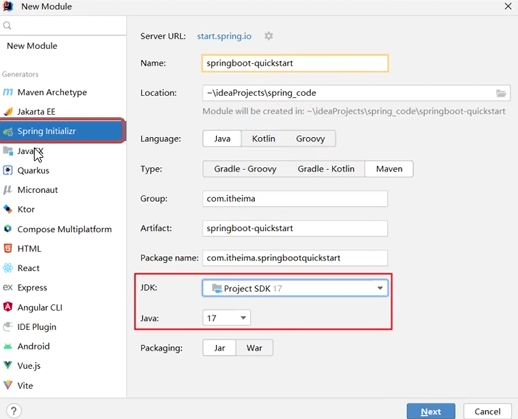 New Module
Server URL: start.spring.io
New Module
Name: springboot-quickstart
Generators
Location: ~\ideaProjects\spring_code
Maven Archetype
Module will be created in: ~\ideaProjects\spring_code\springboot-quickstart
Jakarta EE
Spring Initializr
Language: Java Kotlin Groovy
Quarkus
Type: Gradle - Groovy Gradle - Kotlin Maven
Micronaut
Group: com.itheima
Ktor
Artifact: springboot-quickstart
Compose Multiplatform
HTML
Package name: com.itheima.springbootquickstart
React
JDK: Project SDK 17
Express
Angular CLI
Java: 17
IDE Plugin
Android
Packaging: Jar War
Vue.js
Vite
?
Next Cancel